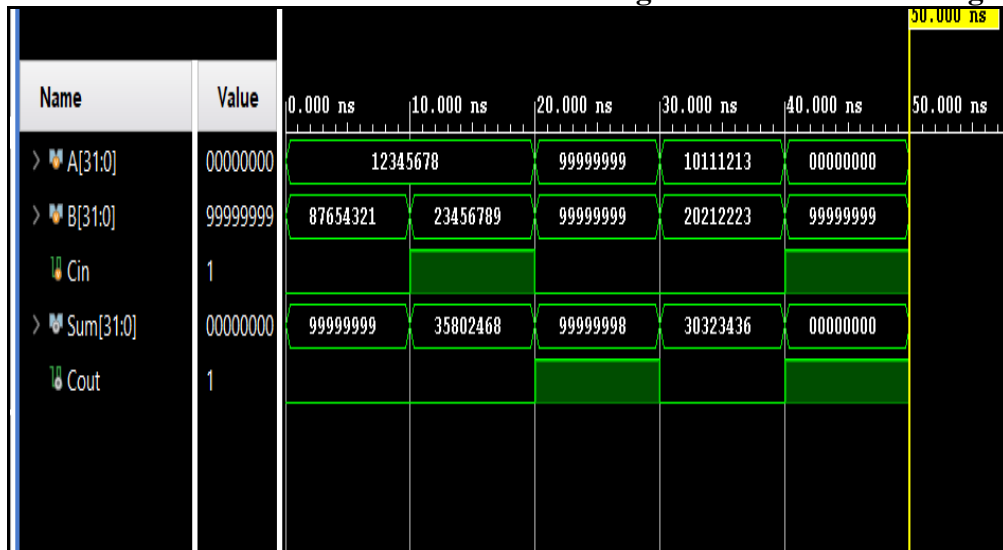 50.000 ns
Name Value 0.000 ns 10.000 ns 20.000 ns 30.000 ns 40.000 ns 50.000 ns
A[31:0] 00000000 12345678 99999999 10111213 00000000
B[31:0] 99999999 87654321 23456789 99999999 20212223 99999999
Cin 1
Sum[31:0] 00000000 99999999 35802468 99999998 30323436 00000000
Cout 1